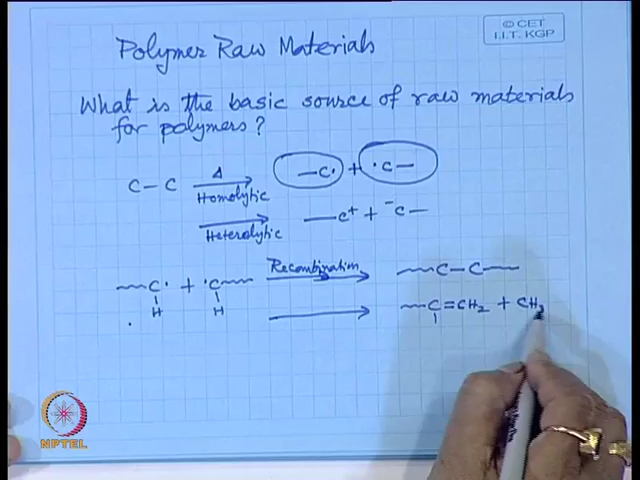 © CET
I.I.T. KGP
Polymer Raw Materials
What is the basic source of raw materials
for polymers?
C–C →(Δ, Homolytic) —C· + ·C—
→(Heterolytic) —C⁺ + ⁻C—
~C· + ·C~ →(Recombination) ~C–C—
H H
→ —C=CH₂ + CH₃
NPTEL